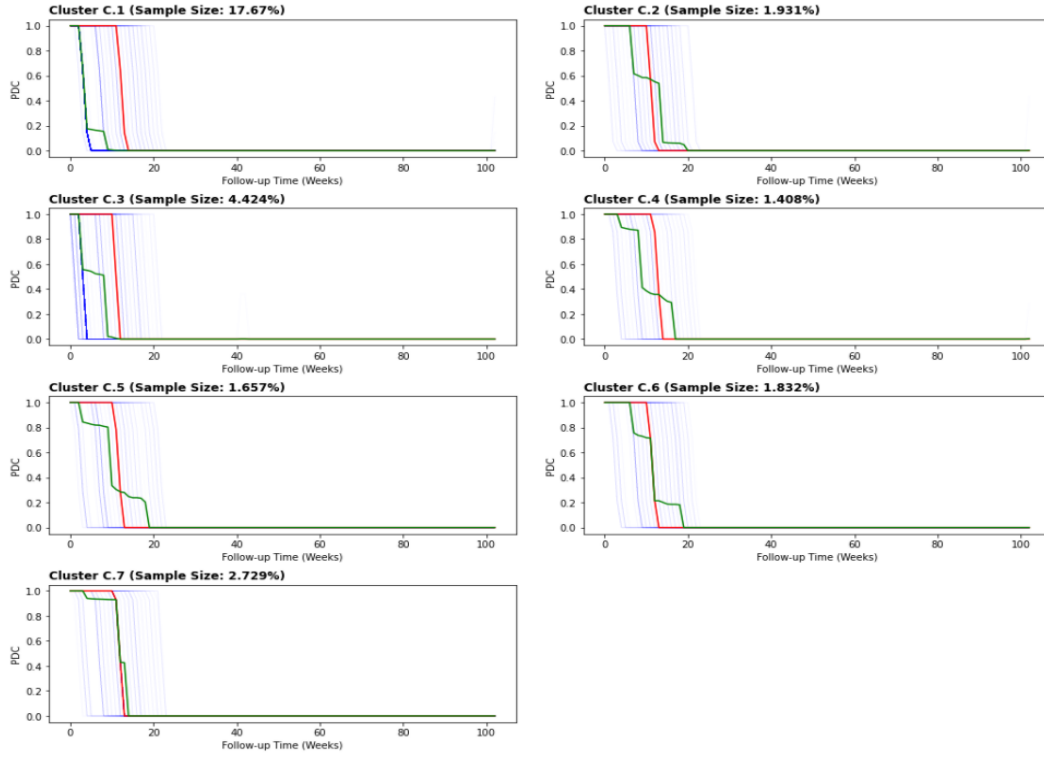 Cluster C.1 (Sample Size: 17.67%)
1.0
0.8
0.6
0.4
0.2
0.0
PDC
0 20 40 60 80 100
Follow-up Time (Weeks)
Cluster C.2 (Sample Size: 1.931%)
1.0
0.8
0.6
0.4
0.2
0.0
PDC
0 20 40 60 80 100
Follow-up Time (Weeks)
Cluster C.3 (Sample Size: 4.424%)
1.0
0.8
0.6
0.4
0.2
0.0
PDC
0 20 40 60 80 100
Follow-up Time (Weeks)
Cluster C.4 (Sample Size: 1.408%)
1.0
0.8
0.6
0.4
0.2
0.0
PDC
0 20 40 60 80 100
Follow-up Time (Weeks)
Cluster C.5 (Sample Size: 1.657%)
1.0
0.8
0.6
0.4
0.2
0.0
PDC
0 20 40 60 80 100
Follow-up Time (Weeks)
Cluster C.6 (Sample Size: 1.832%)
1.0
0.8
0.6
0.4
0.2
0.0
PDC
0 20 40 60 80 100
Follow-up Time (Weeks)
Cluster C.7 (Sample Size: 2.729%)
1.0
0.8
0.6
0.4
0.2
0.0
PDC
0 20 40 60 80 100
Follow-up Time (Weeks)